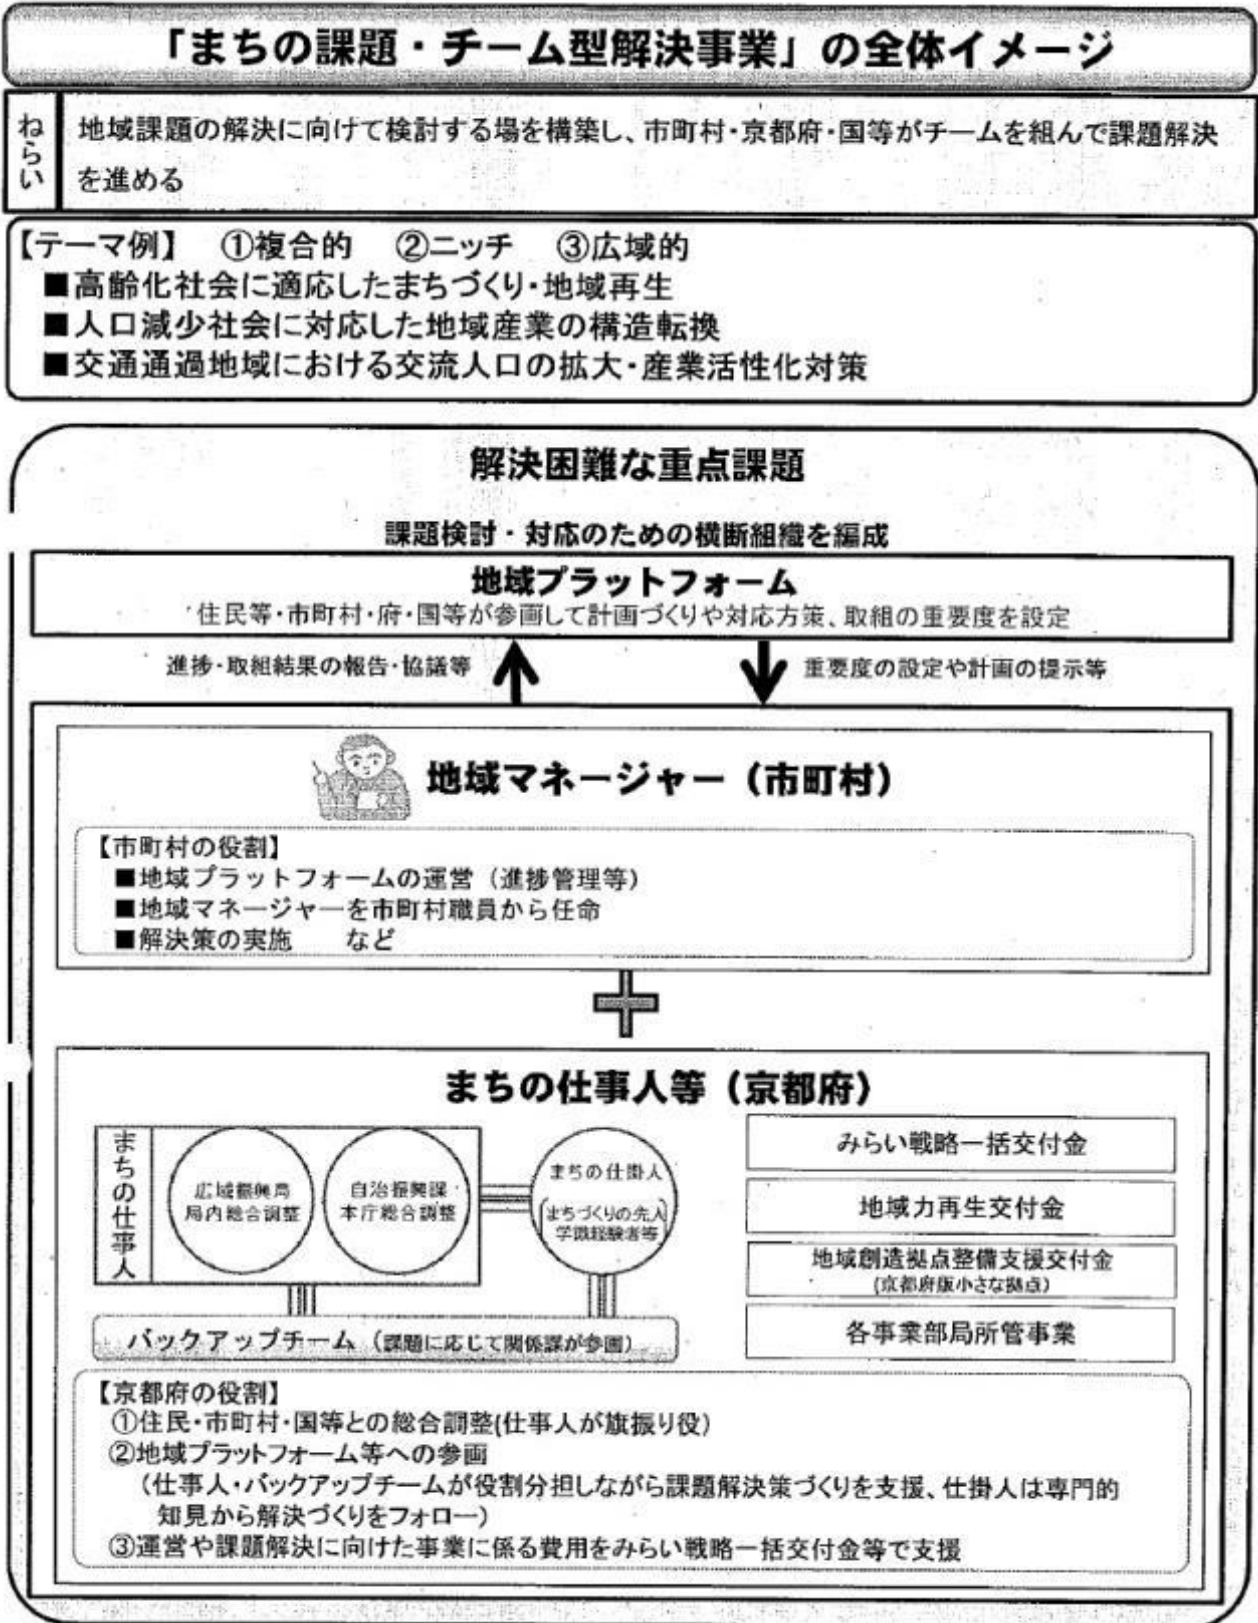 「まちの課題・チーム型解決事業」の全体イメージ
ねらい
地域課題の解決に向けて検討する場を構築し、市町村・京都府・国等がチームを組んで課題解決
を進める
【テーマ例】 ①複合的 ②ニッチ ③広域的
■高齢化社会に適応したまちづくり・地域再生
■人口減少社会に対応した地域産業の構造転換
■交通通過地域における交流人口の拡大・産業活性化対策
解決困難な重点課題
課題検討・対応のための横断組織を編成
地域プラットフォーム
住民等・市町村・府・国等が参画して計画づくりや対応方策、取組の重要度を設定
進捗・取組結果の報告・協議等
重要度の設定や計画の提示等
地域マネージャー（市町村）
【市町村の役割】
■地域プラットフォームの運営（進捗管理等）
■地域マネージャーを市町村職員から任命
■解決策の実施 など
まちの仕事人等（京都府）
まちの仕事人
広域振興局
局内総合調整
自治振興課
本庁総合調整
まちの仕掛人
まちづくりの先人
学識経験者等
バックアップチーム（課題に応じて関係課が参画）
みらい戦略一括交付金
地域力再生交付金
地域創造拠点整備支援交付金
(京都府版小さな拠点)
各事業部局所管事業
【京都府の役割】
①住民・市町村・国等との総合調整(仕事人が旗振り役)
②地域プラットフォーム等への参画
（仕事人・バックアップチームが役割分担しながら課題解決策づくりを支援、仕掛人は専門的
知見から解決づくりをフォロー）
③運営や課題解決に向けた事業に係る費用をみらい戦略一括交付金等で支援